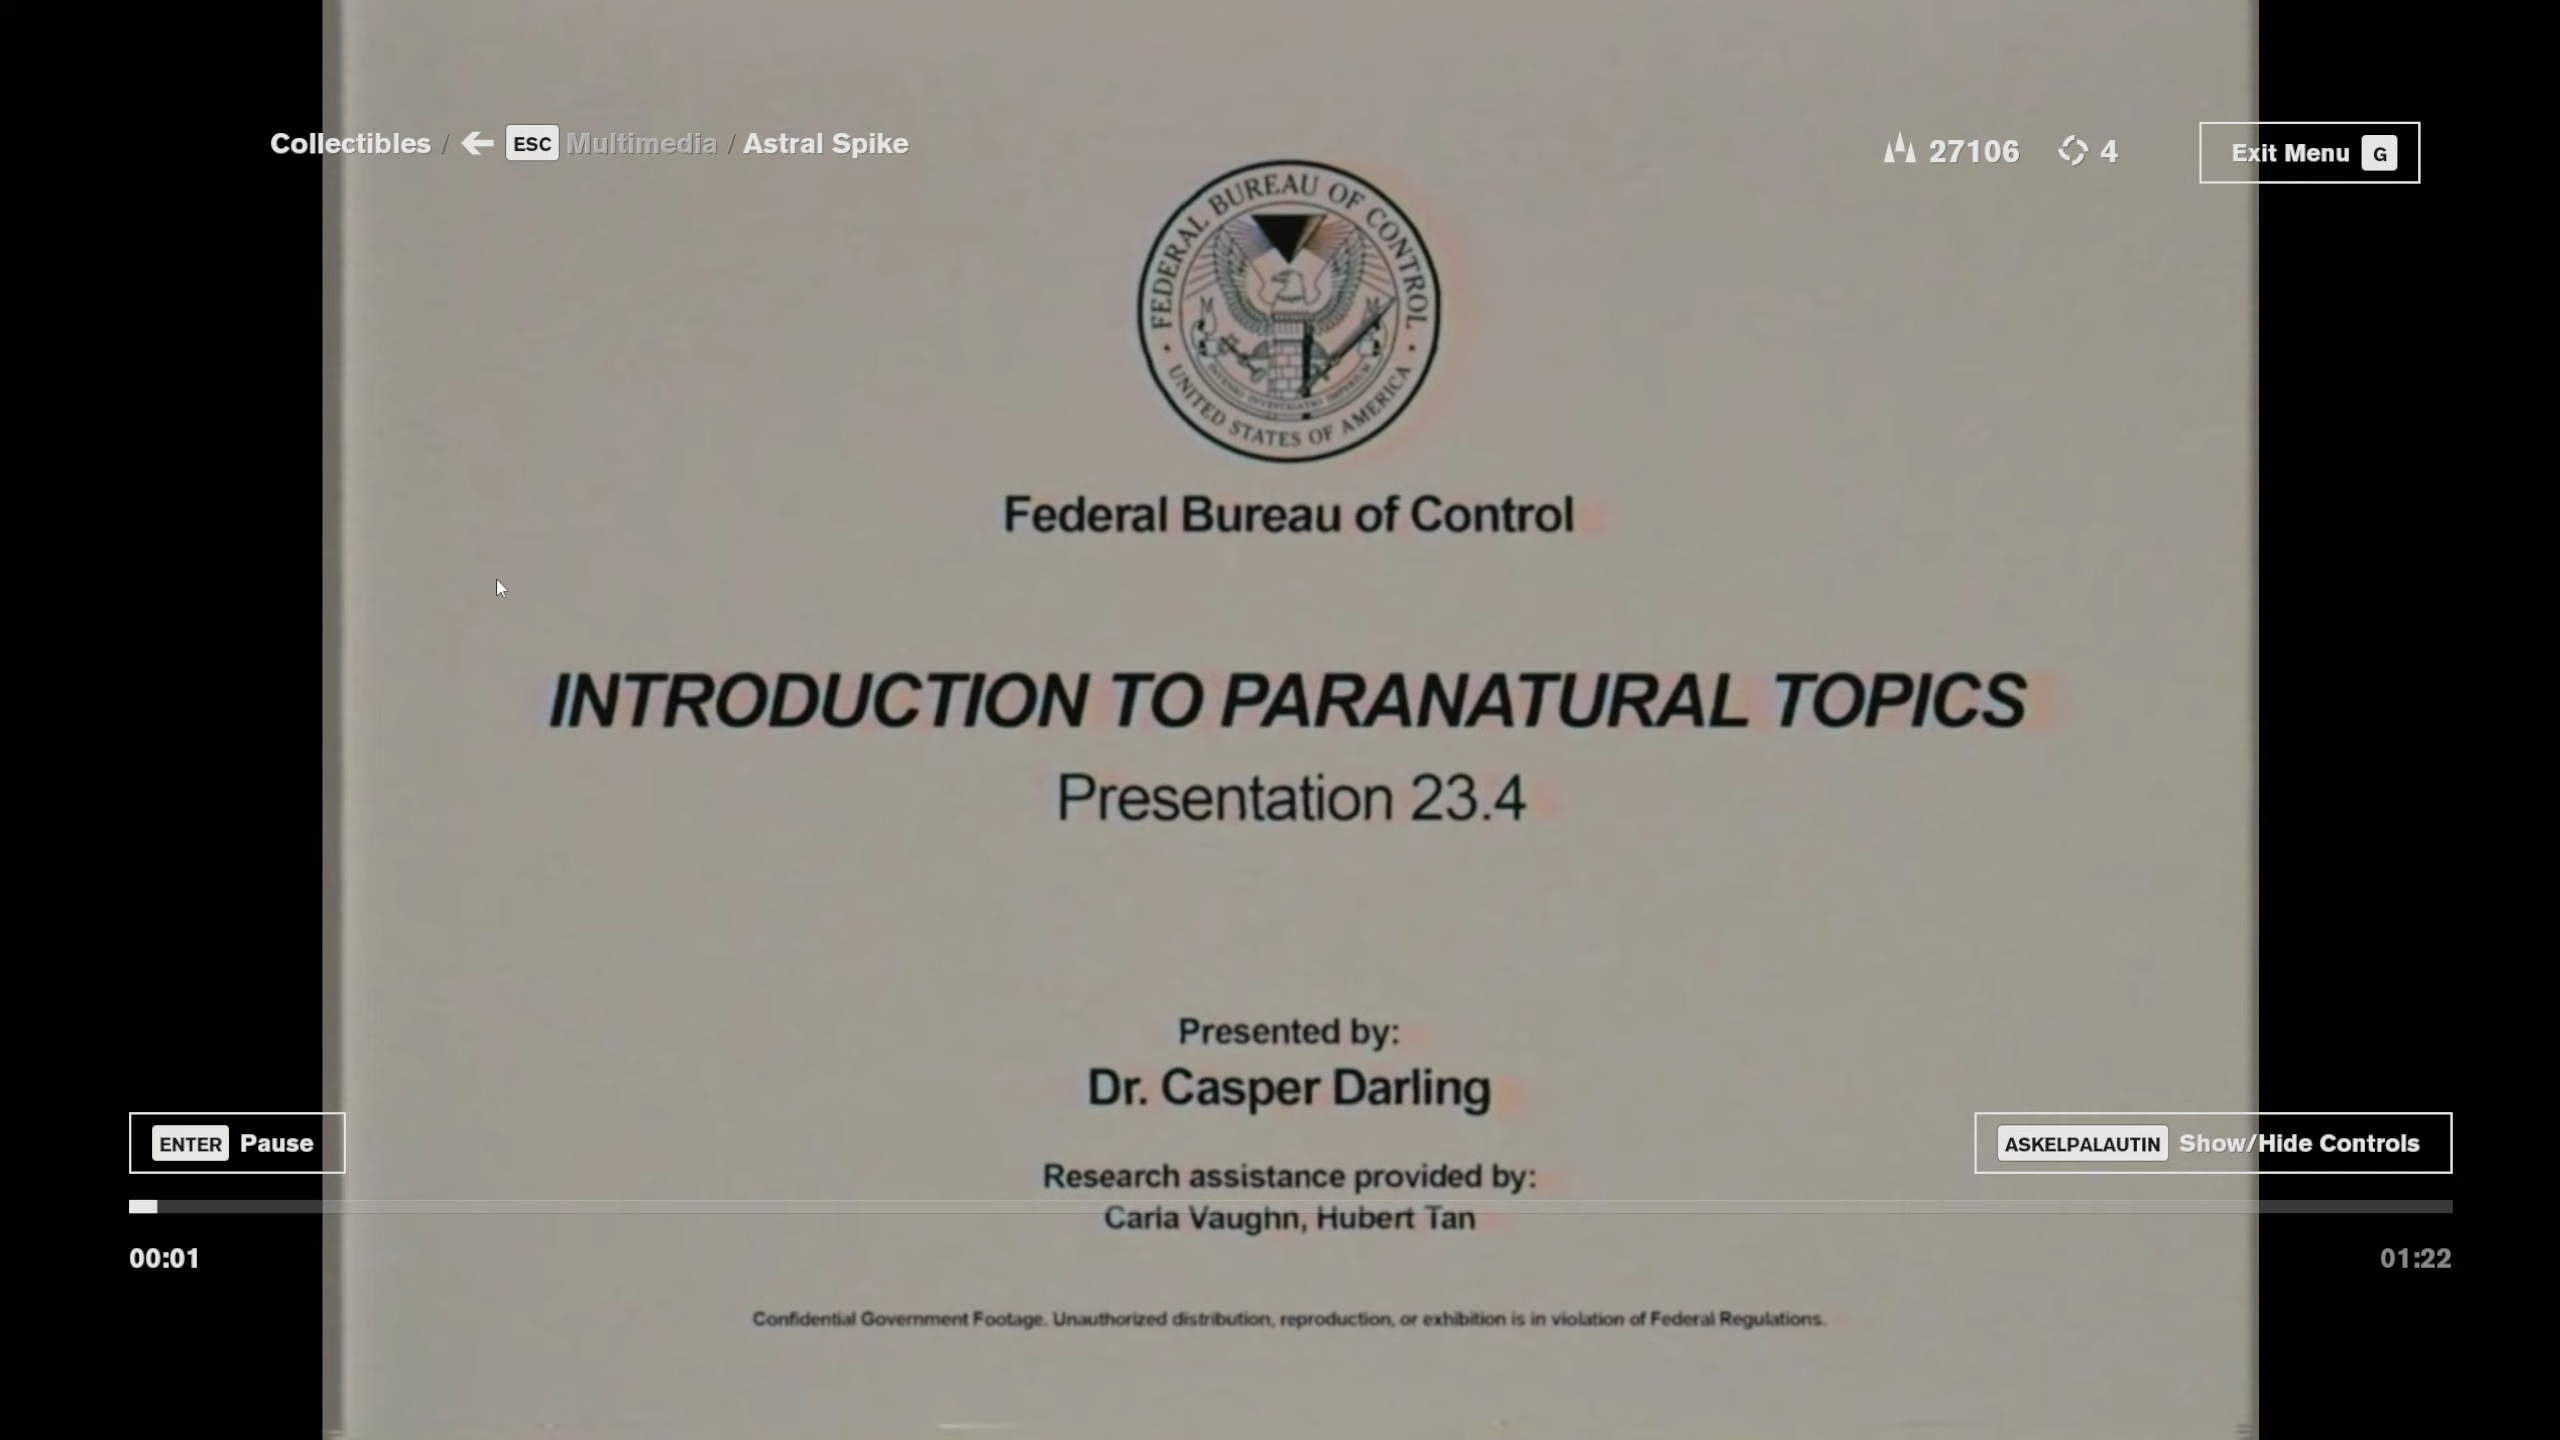 Collectibles / ESC Multimedia / Astral Spike
27106 4
Exit Menu G
FEDERAL BUREAU OF CONTROL
UNITED STATES OF AMERICA
Federal Bureau of Control
INTRODUCTION TO PARANATURAL TOPICS
Presentation 23.4
Presented by:
Dr. Casper Darling
ENTER Pause
ASKELPALAUTIN Show/Hide Controls
Research assistance provided by:
Carla Vaughn, Hubert Tan
00:01
01:22
Confidential Government Footage. Unauthorized distribution, reproduction, or exhibition is in violation of Federal Regulations.